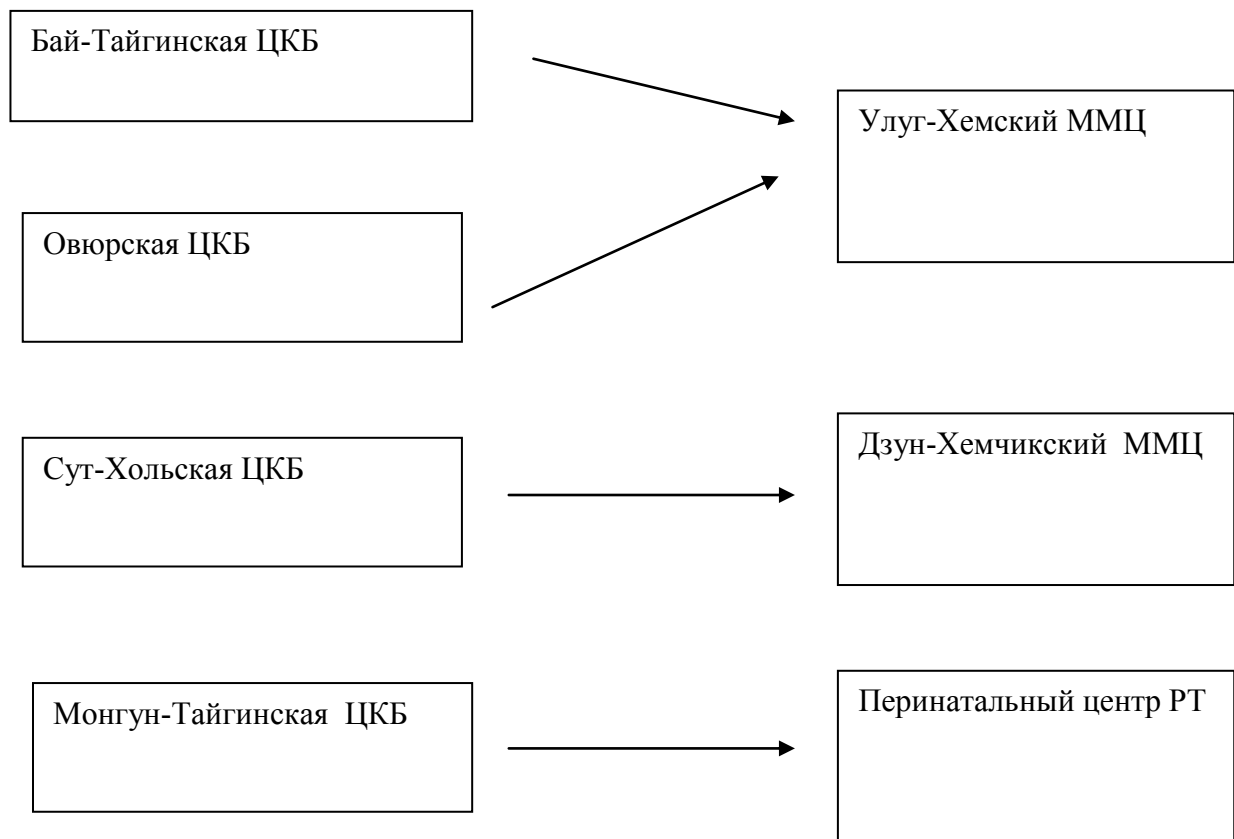 Бай-Тайгинская ЦКБ
Улуг-Хемский ММЦ
Овюрская ЦКБ
Сут-Хольская ЦКБ
Дзун-Хемчикский ММЦ
Монгун-Тайгинская ЦКБ
Перинатальный центр РТ